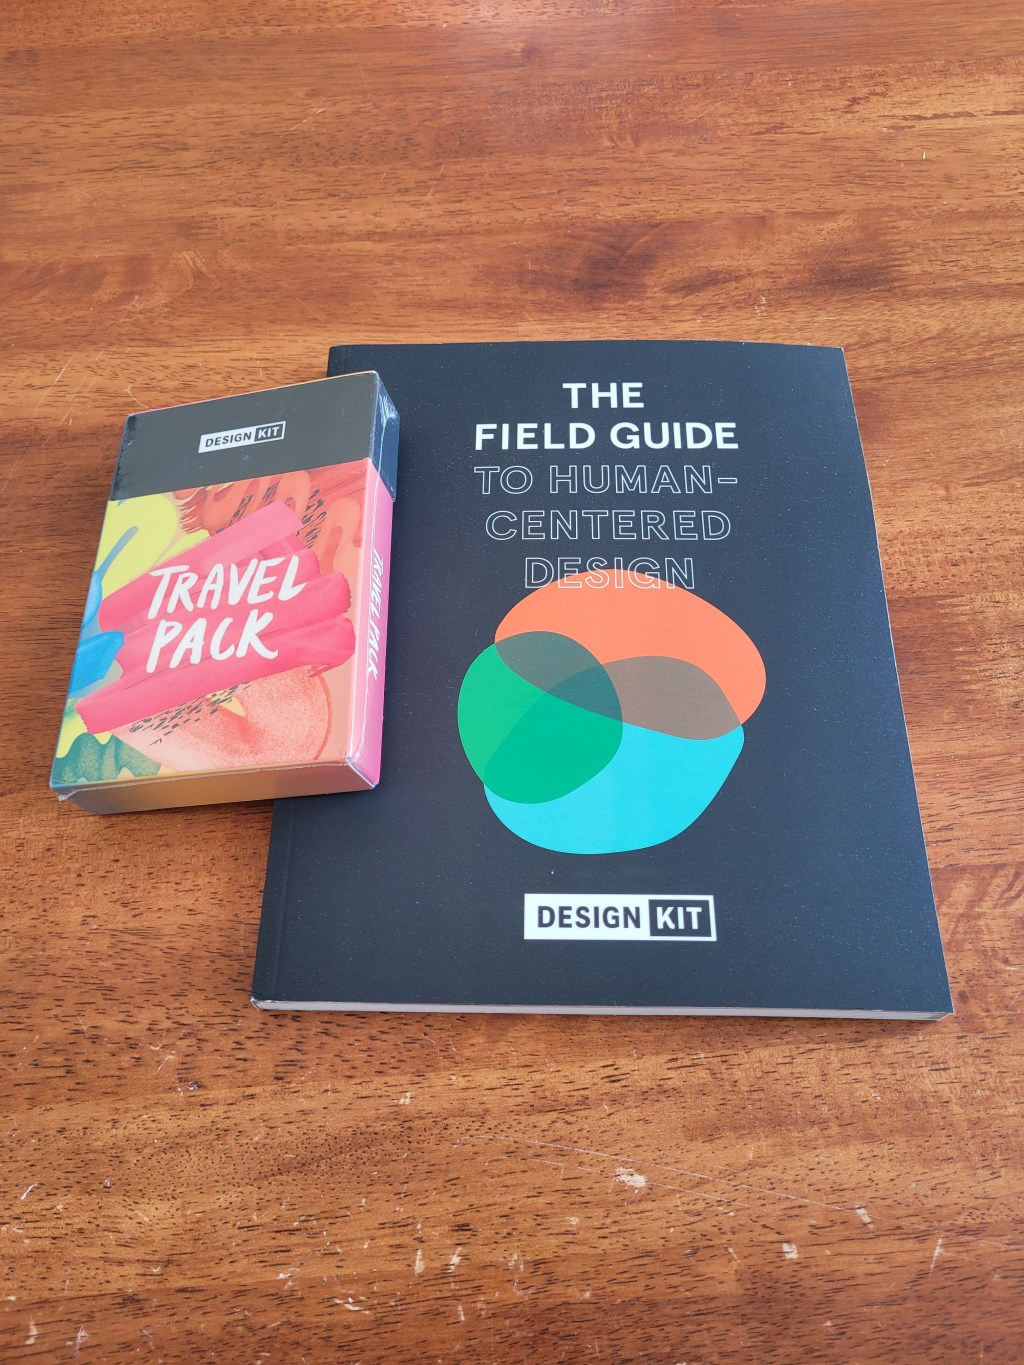 DESIGN KIT
TRAVEL
PACK
TRAVEL PACK
THE
FIELD GUIDE
TO HUMAN-
CENTERED
DESIGN
DESIGN KIT